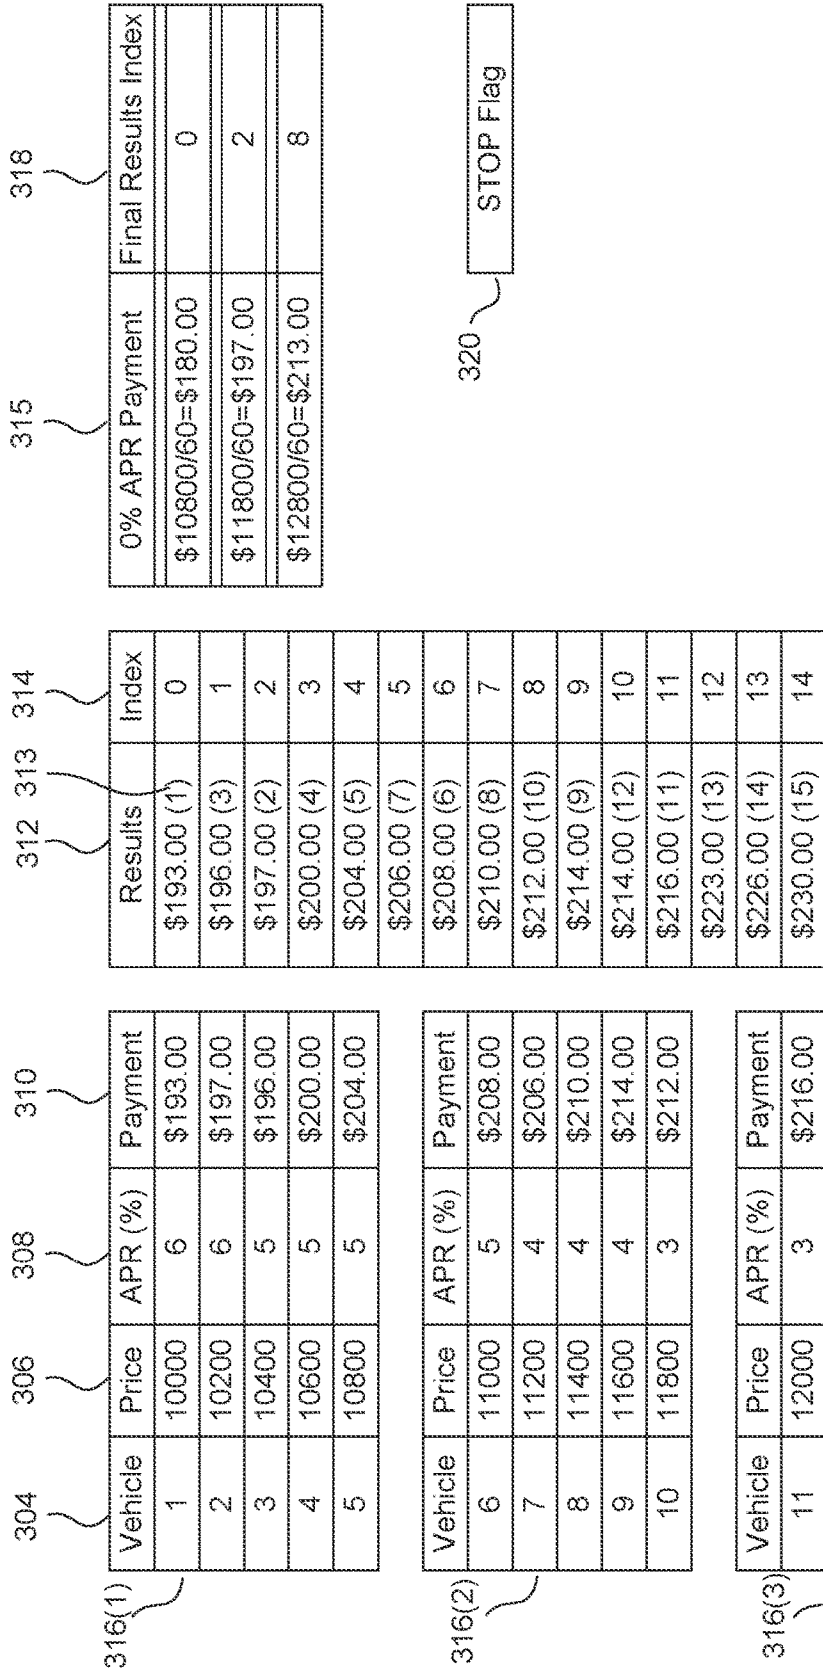 304 306 308 310 312 313 314 315 318
316(1)
Vehicle Price APR (%) Payment
1 10000 6 $193.00
2 10200 6 $197.00
3 10400 5 $196.00
4 10600 5 $200.00
5 10800 5 $204.00
316(2)
Vehicle Price APR (%) Payment
6 11000 5 $208.00
7 11200 4 $206.00
8 11400 4 $210.00
9 11600 4 $214.00
10 11800 3 $212.00
316(3)
Vehicle Price APR (%) Payment
11 12000 3 $216.00
Results Index
$193.00 (1) 0
$196.00 (3) 1
$197.00 (2) 2
$200.00 (4) 3
$204.00 (5) 4
$206.00 (7) 5
$208.00 (6) 6
$210.00 (8) 7
$212.00 (10) 8
$214.00 (9) 9
$214.00 (12) 10
$216.00 (11) 11
$223.00 (13) 12
$226.00 (14) 13
$230.00 (15) 14
0% APR Payment Final Results Index
$10800/60=$180.00 0
$11800/60=$197.00 2
$12800/60=$213.00 8
320
STOP Flag